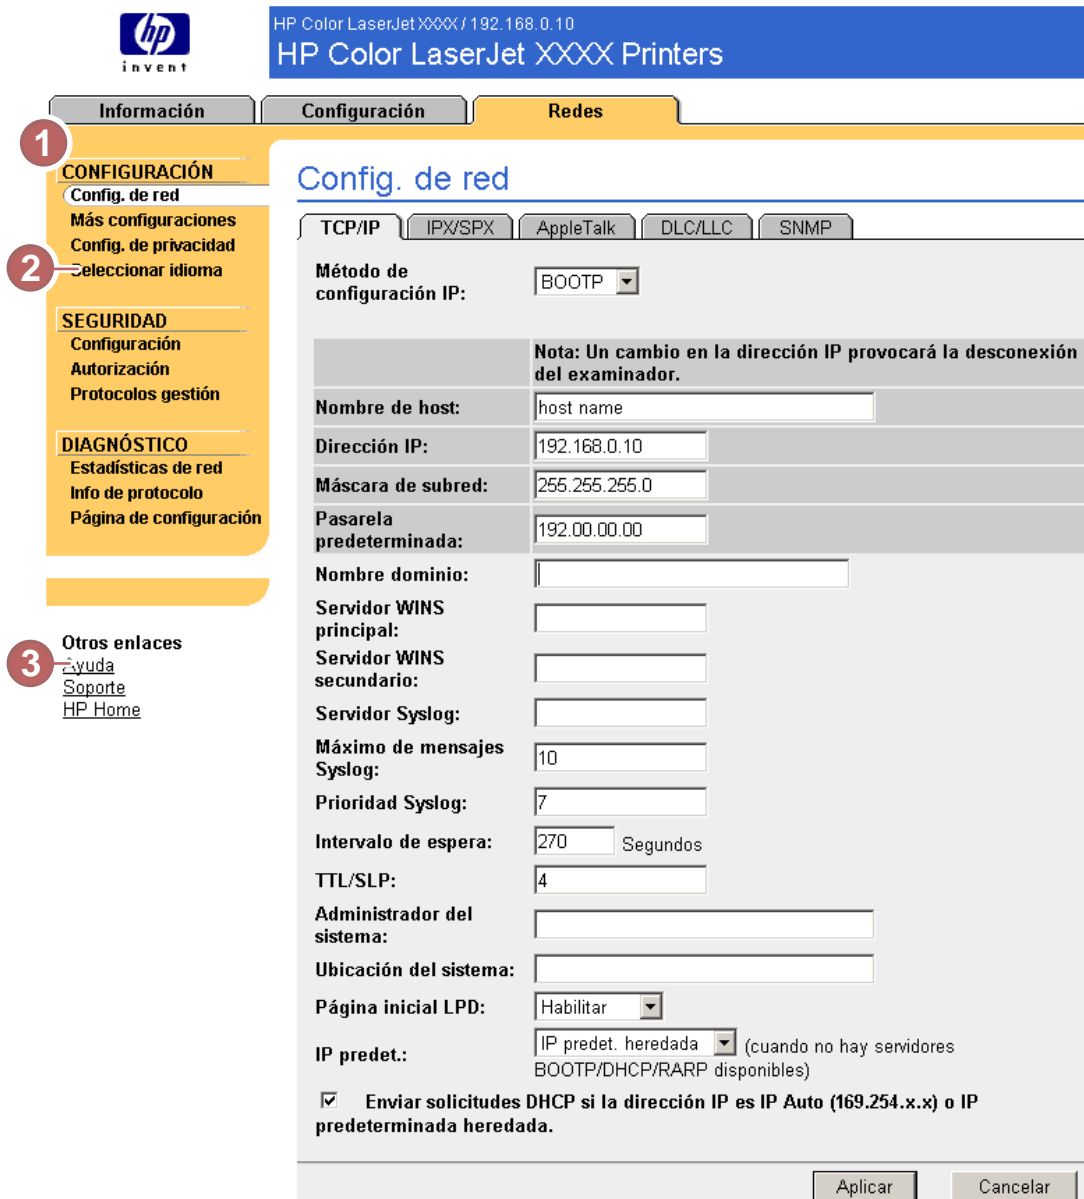 hp
invent
HP Color LaserJet XXXX / 192.168.0.10
HP Color LaserJet XXXX Printers
Información
Configuración
Redes
1
CONFIGURACIÓN
Config. de red
Más configuraciones
Config. de privacidad
2
Seleccionar idioma
SEGURIDAD
Configuración
Autorización
Protocolos gestión
DIAGNÓSTICO
Estadísticas de red
Info de protocolo
Página de configuración
Otros enlaces
3
Ayuda
Soporte
HP Home
Config. de red
TCP/IP
IPX/SPX
AppleTalk
DLC/LLC
SNMP
Método de
configuración IP:
BOOTP
Nota: Un cambio en la dirección IP provocará la desconexión
del examinador.
Nombre de host:
host name
Dirección IP:
192.168.0.10
Máscara de subred:
255.255.255.0
Pasarela
predeterminada:
192.00.00.00
Nombre dominio:
Servidor WINS
principal:
Servidor WINS
secundario:
Servidor Syslog:
Máximo de mensajes
Syslog:
10
Prioridad Syslog:
7
Intervalo de espera:
270
Segundos
TTL/SLP:
4
Administrador del
sistema:
Ubicación del sistema:
Página inicial LPD:
Habilitar
IP predet.:
IP predet. heredada
(cuando no hay servidores
BOOTP/DHCP/RARP disponibles)
Enviar solicitudes DHCP si la dirección IP es IP Auto (169.254.x.x) o IP
predeterminada heredada.
Aplicar
Cancelar